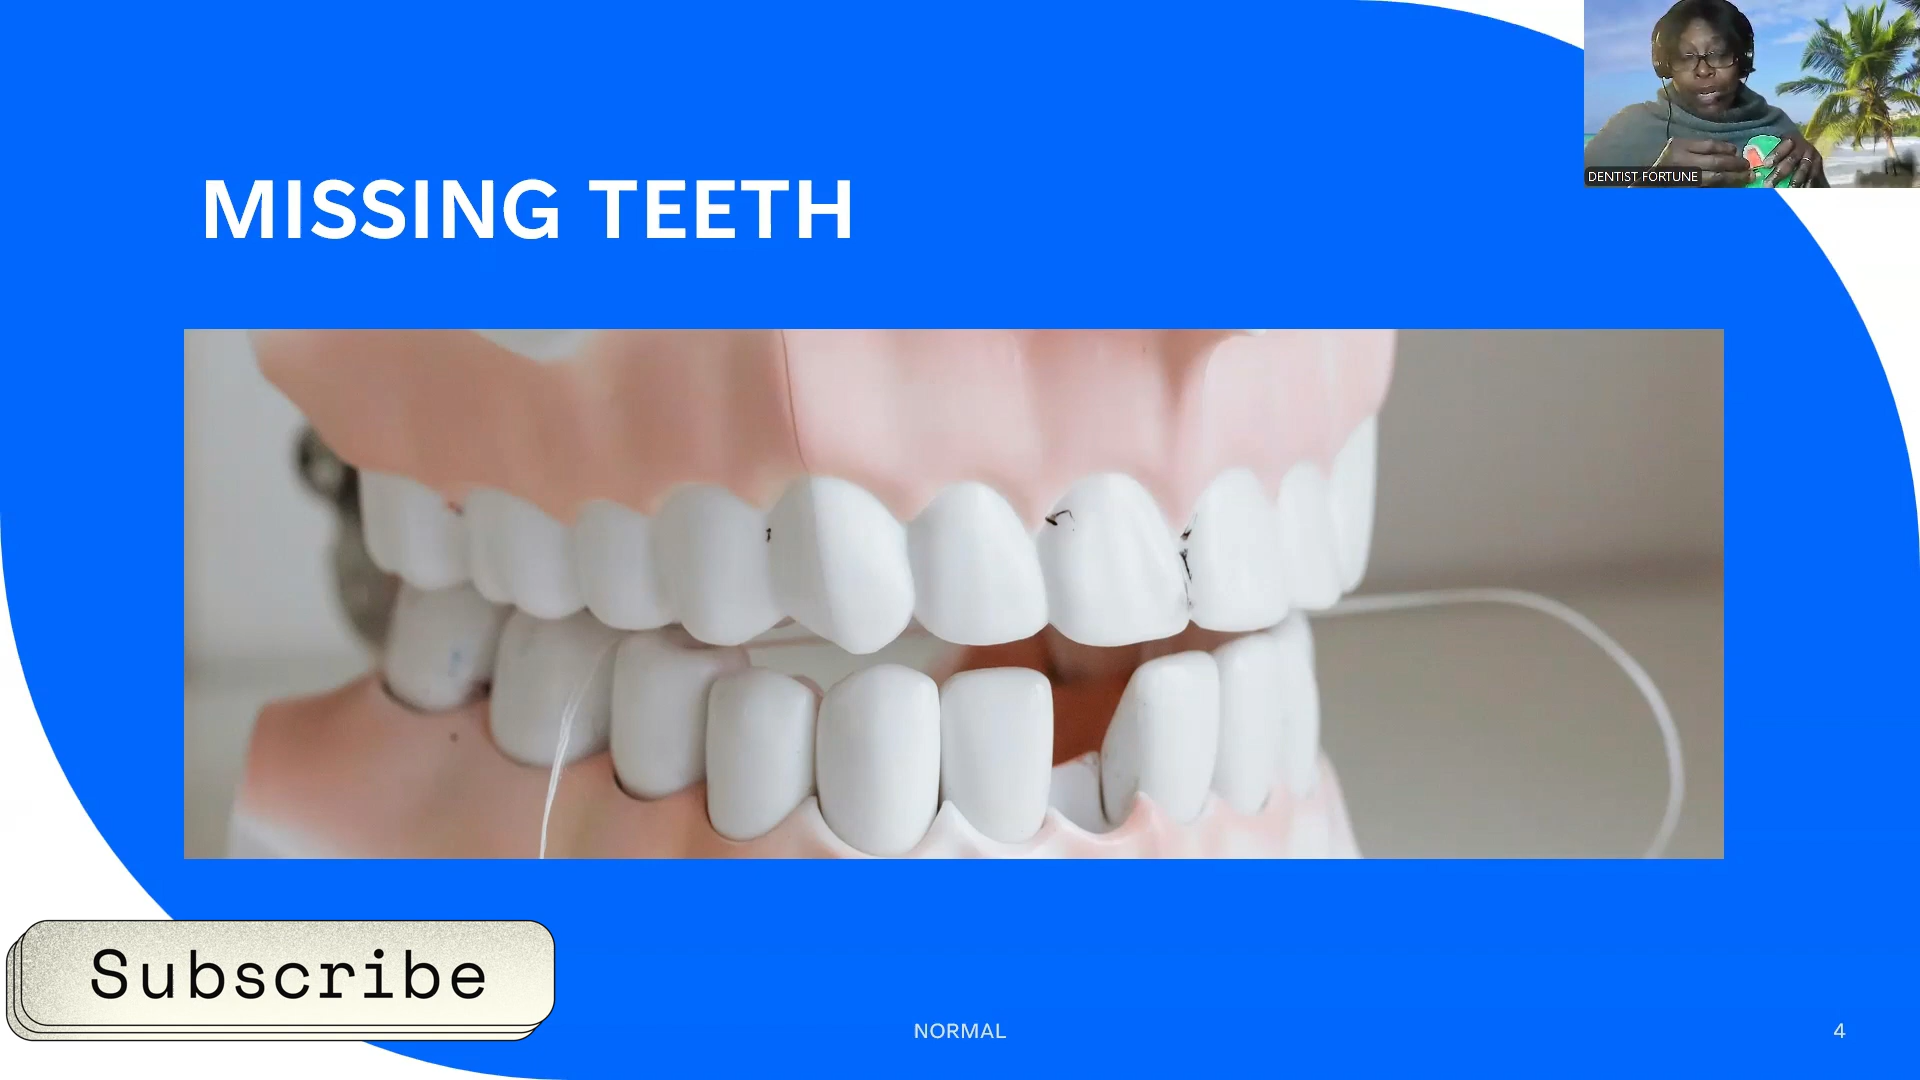 DENTIST FORTUNE
MISSING TEETH
Subscribe
NORMAL
4